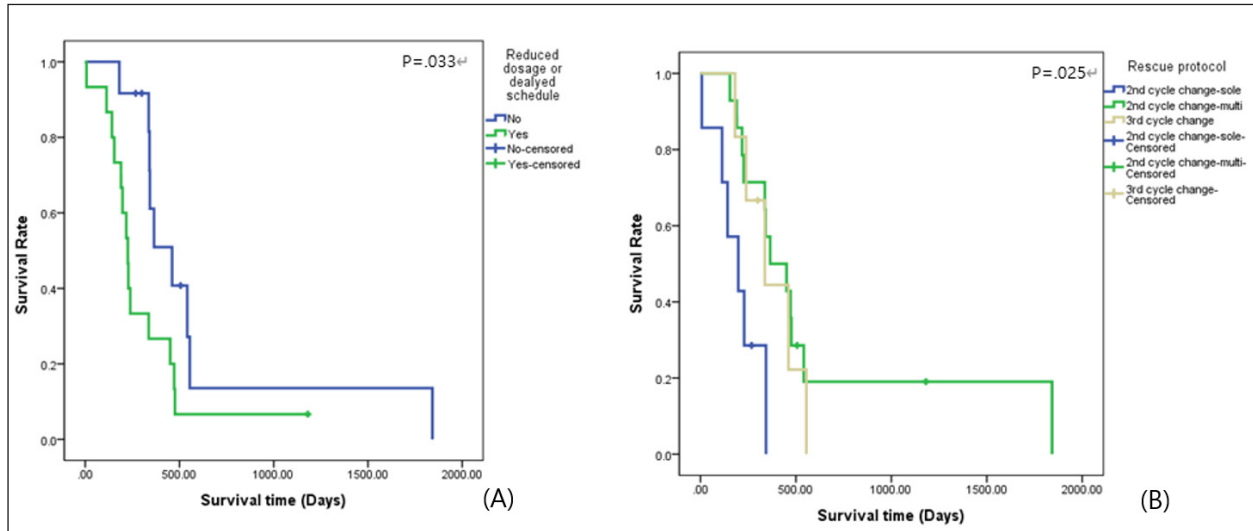 P=.033↵
Reduced
dosage or
dealyed
schedule
No
Yes
No-censored
Yes-censored
1.0
0.8
0.6
0.4
0.2
0.0
Survival Rate
.00 500.00 1000.00 1500.00 2000.00
Survival time (Days)
(A)
P=.025↵
Rescue protocol
2nd cycle change-sole
2nd cycle change-multi
3rd cycle change
2nd cycle change-sole-
Censored
2nd cycle change-multi-
Censored
3rd cycle change-
Censored
1.0
0.8
0.6
0.4
0.2
0.0
Survival Rate
.00 500.00 1000.00 1500.00 2000.00
Survival time (Days)
(B)